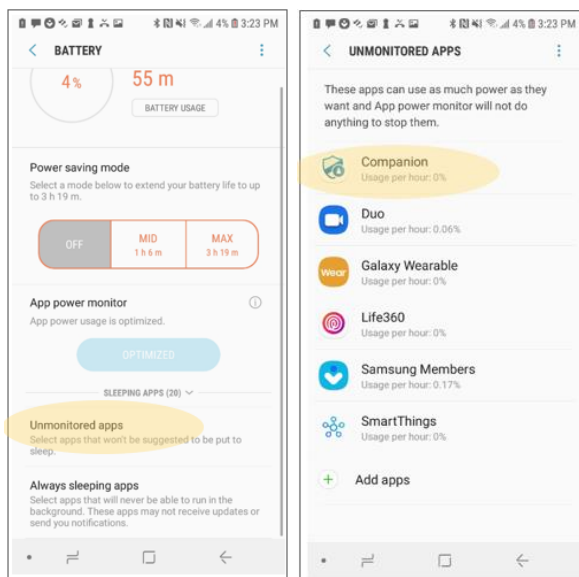 4% 3:23 PM
BATTERY
4%
55 m
BATTERY USAGE
Power saving mode
Select a mode below to extend your battery life to up
to 3 h 19 m.
OFF
MID
1 h 6 m
MAX
3 h 19 m
App power monitor
App power usage is optimized.
OPTIMIZED
SLEEPING APPS (20)
Unmonitored apps
Select apps that won't be suggested to be put to
sleep.
Always sleeping apps
Select apps that will never be able to run in the
background. These apps may not receive updates or
send you notifications.
4% 3:23 PM
UNMONITORED APPS
These apps can use as much power as they
want and App power monitor will not do
anything to stop them.
Companion
Usage per hour: 0%
Duo
Usage per hour: 0.06%
Wear
Galaxy Wearable
Usage per hour: 0%
Life360
Usage per hour: 0%
Samsung Members
Usage per hour: 0.17%
SmartThings
Usage per hour: 0%
Add apps